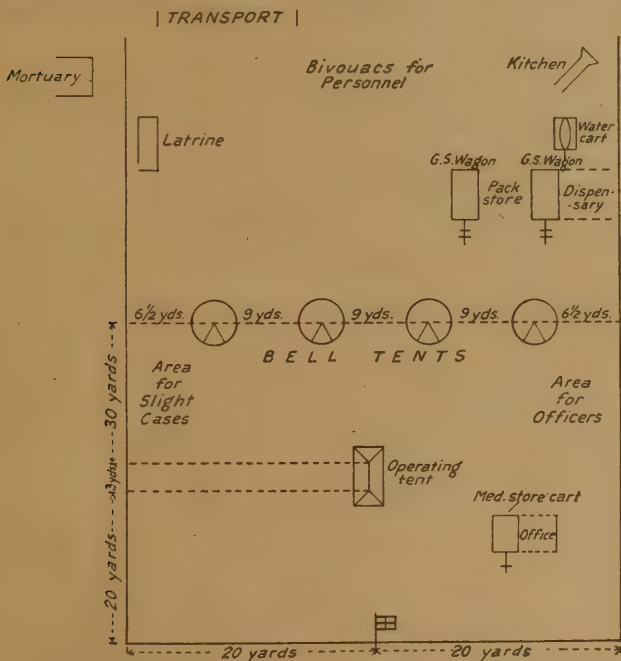 TRANSPORT
Mortuary
Bivouacs for
Personnel
Kitchen
Latrine
Water
cart
G.S. Wagon
G.S. Wagon
Pack
store
Dispen-
sary
6½ yds.
9 yds.
9 yds.
9 yds.
6½ yds.
BELL TENTS
Area
for
Slight
Cases
Area
for
Officers
30 yards
3 yds
20 yards
Operating
tent
Med. store cart
Office
20 yards
20 yards